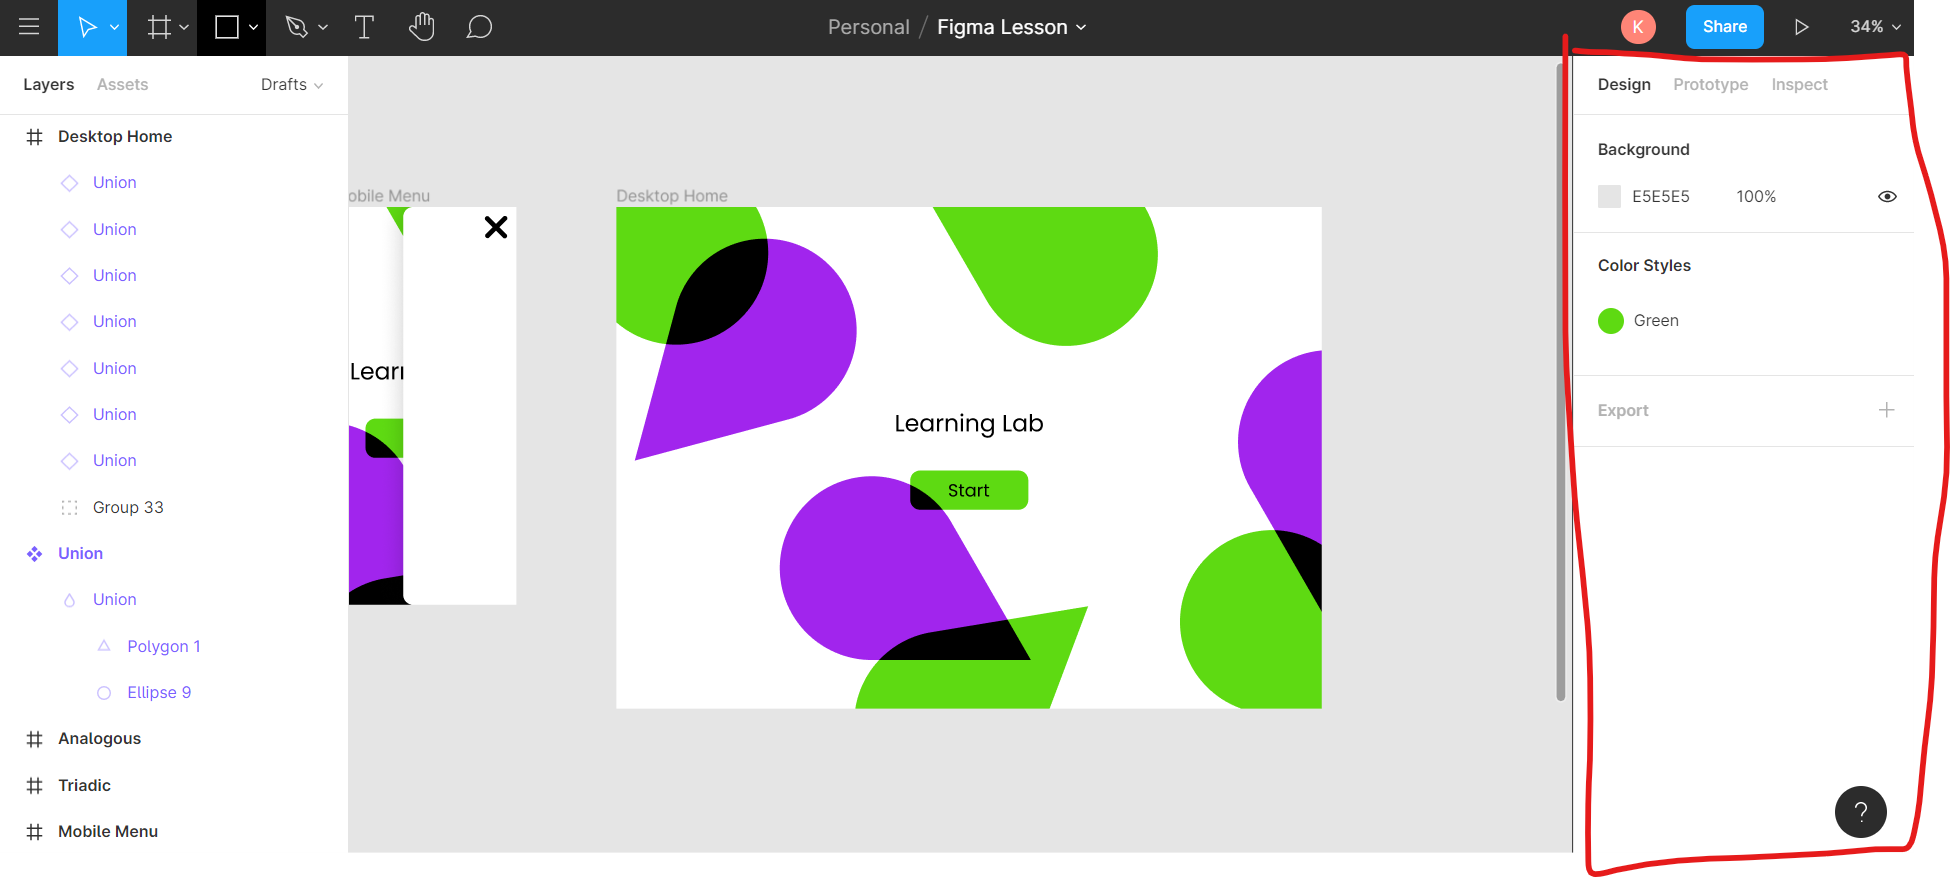 Personal / Figma Lesson
K
Share
34%
Layers Assets Drafts
Desktop Home
Union
Union
Union
Union
Union
Union
Union
Group 33
Union
Union
Polygon 1
Ellipse 9
Analogous
Triadic
Mobile Menu
obile Menu
Learn
Desktop Home
Learning Lab
Start
Design Prototype Inspect
Background
E5E5E5 100%
Color Styles
Green
Export +
?